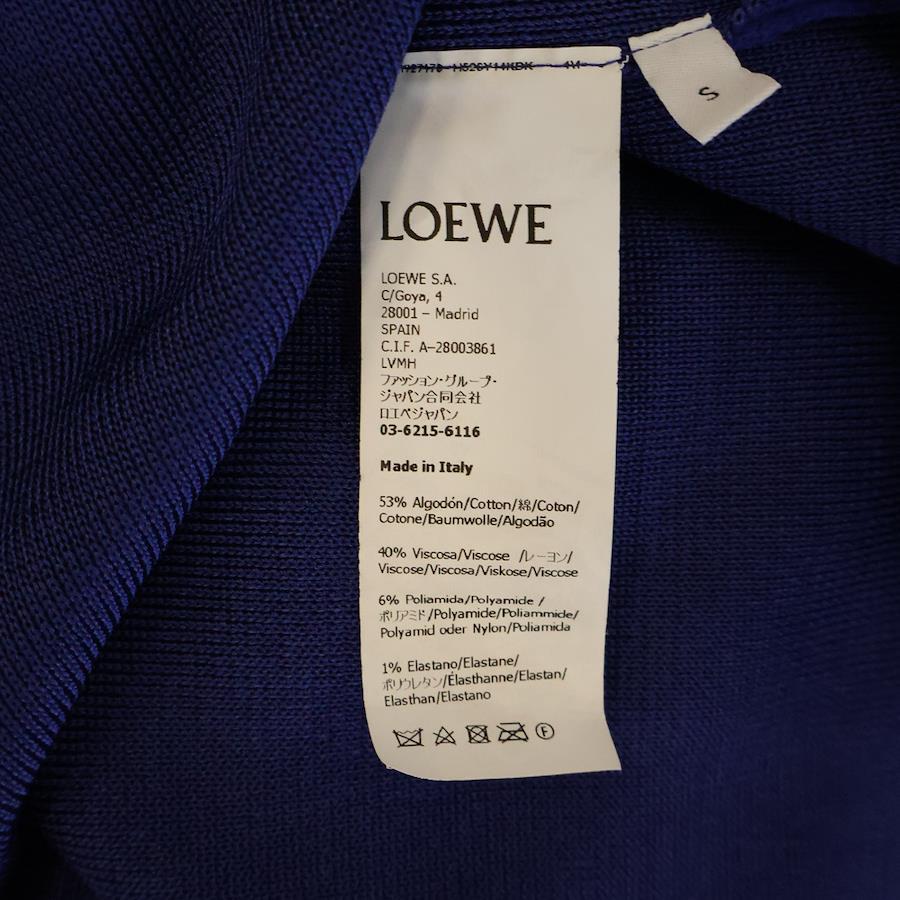 S
LOEWE
LOEWE S.A.
C/Goya, 4
28001 – Madrid
SPAIN
C.I.F. A-28003861
LVMH
ファッション・グループ・
ジャパン合同会社
ロエベジャパン
03-6215-6116
Made in Italy
53% Algodón/Cotton/綿/Coton/
Cotone/Baumwolle/Algodão
40% Viscosa/Viscose /レーヨン/
Viscose/Viscosa/Viskose/Viscose
6% Poliamida/Polyamide /
ポリアミド/Polyamide/Poliammide/
Polyamid oder Nylon/Poliamida
1% Elastano/Elastane/
ポリウレタン/Élasthanne/Elastan/
Elasthan/Elastano
F